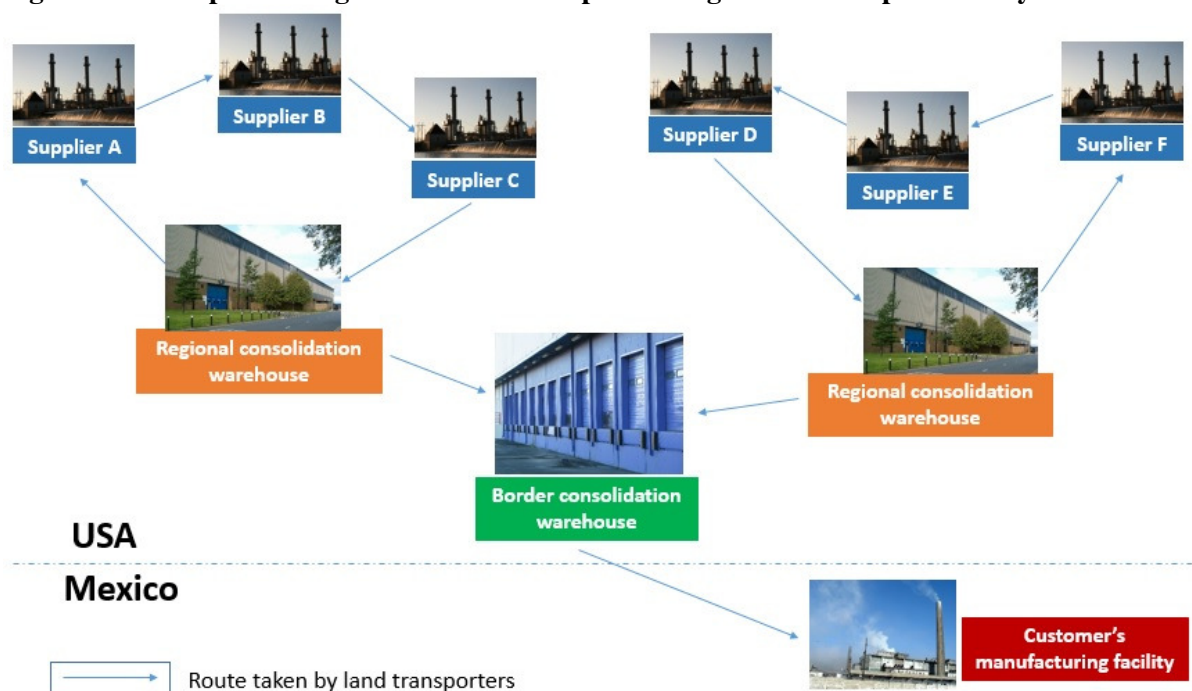 Supplier A
Supplier B
Supplier C
Supplier D
Supplier E
Supplier F
Regional consolidation
warehouse
Regional consolidation
warehouse
Border consolidation
warehouse
USA
Mexico
Customer's
manufacturing facility
Route taken by land transporters